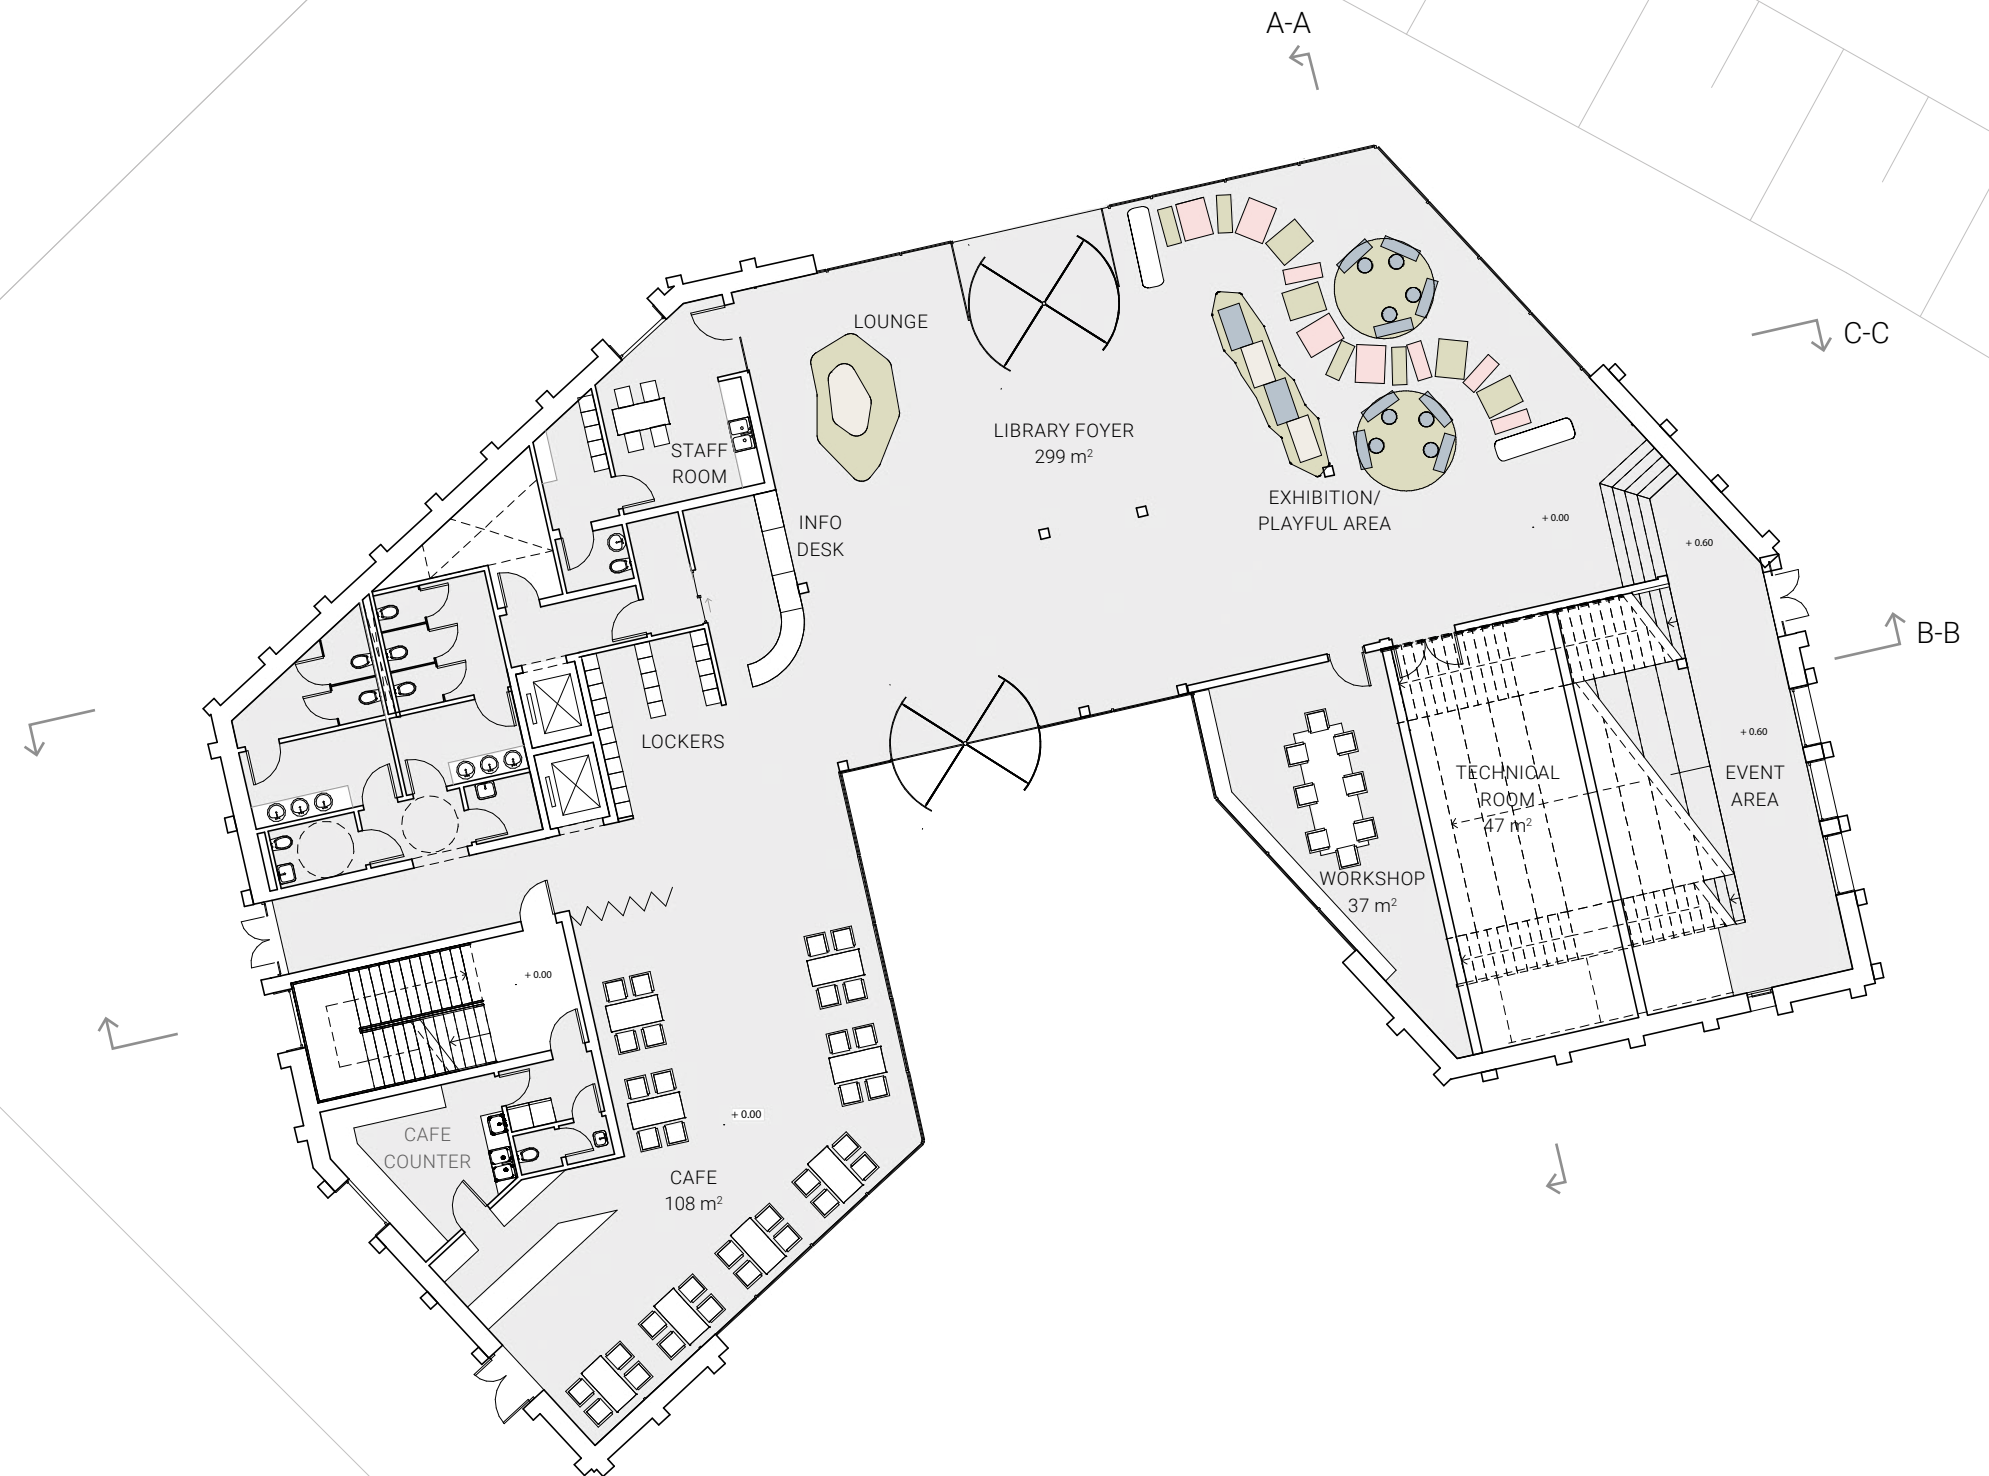 A-A
C-C
LOUNGE
LIBRARY FOYER
299 m²
STAFF
ROOM
EXHIBITION/
PLAYFUL AREA
INFO
DESK
+ 0.00
+ 0.60
B-B
LOCKERS
+ 0.60
TECHNICAL
ROOM
47 m²
EVENT
AREA
WORKSHOP
37 m²
+ 0.00
+ 0.00
CAFE
COUNTER
CAFE
108 m²